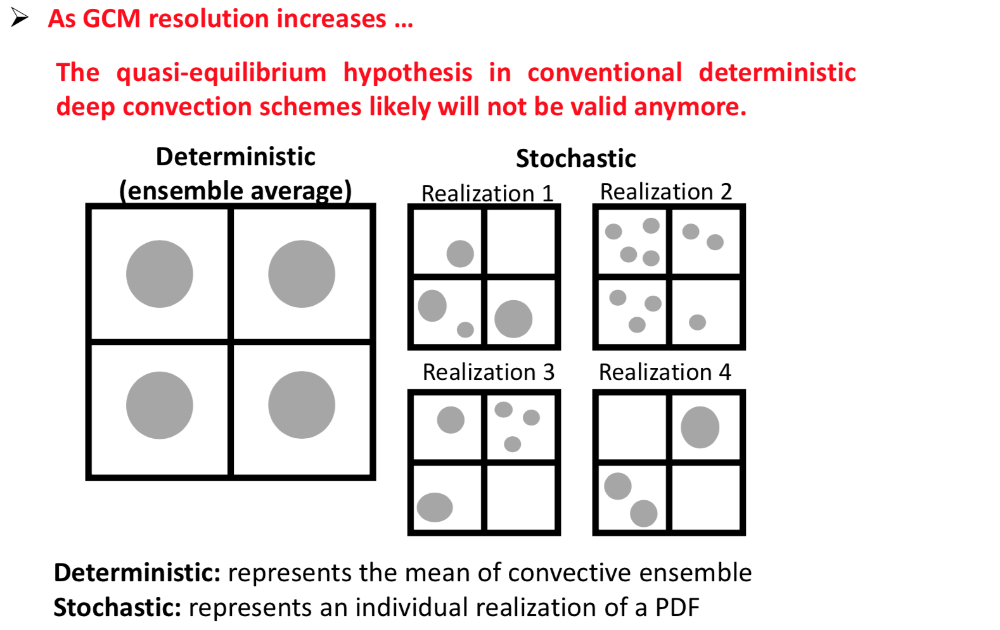 As GCM resolution increases ...
The quasi-equilibrium hypothesis in conventional deterministic
deep convection schemes likely will not be valid anymore.
Deterministic
(ensemble average)
Stochastic
Realization 1
Realization 2
Realization 3
Realization 4
Deterministic: represents the mean of convective ensemble
Stochastic: represents an individual realization of a PDF